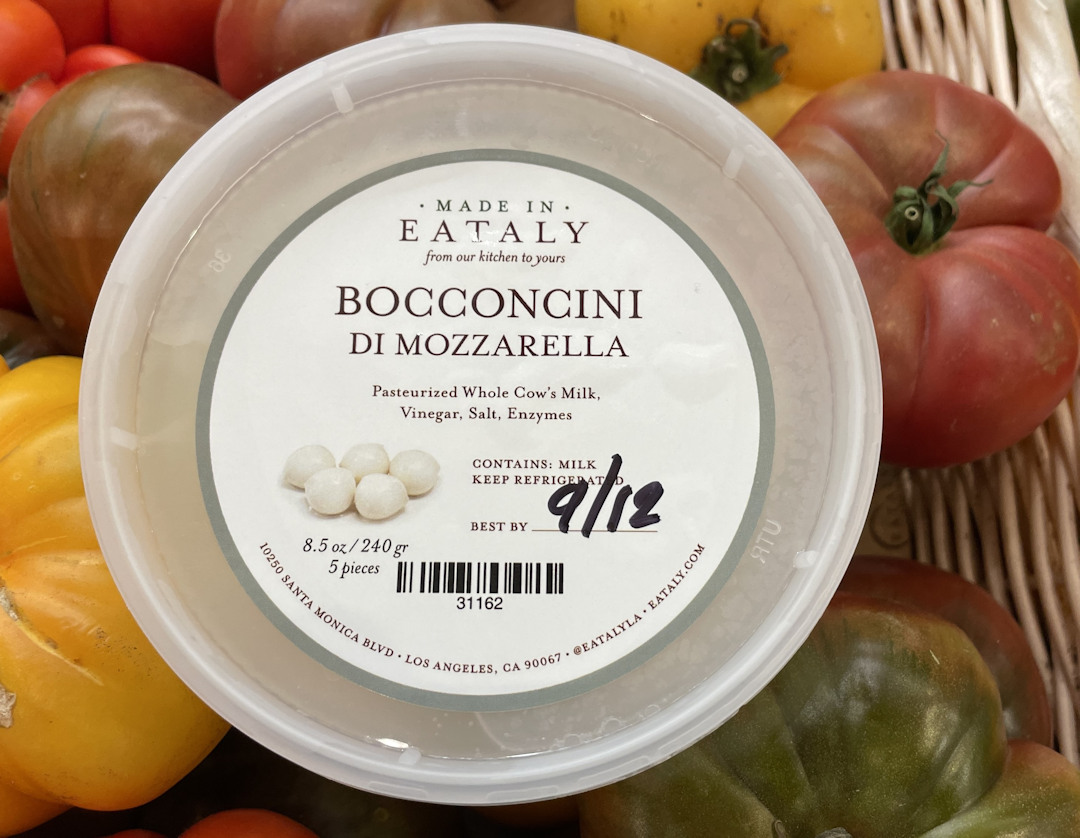 · MADE IN ·
EATALY
from our kitchen to yours
BOCCONCINI
DI MOZZARELLA
Pasteurized Whole Cow's Milk,
Vinegar, Salt, Enzymes
CONTAINS: MILK
KEEP REFRIGERATED
BEST BY 9/12
8.5 oz / 240 gr
5 pieces
31162
10250 SANTA MONICA BLVD • LOS ANGELES, CA 90067 • @EATALYLA • EATALY.COM